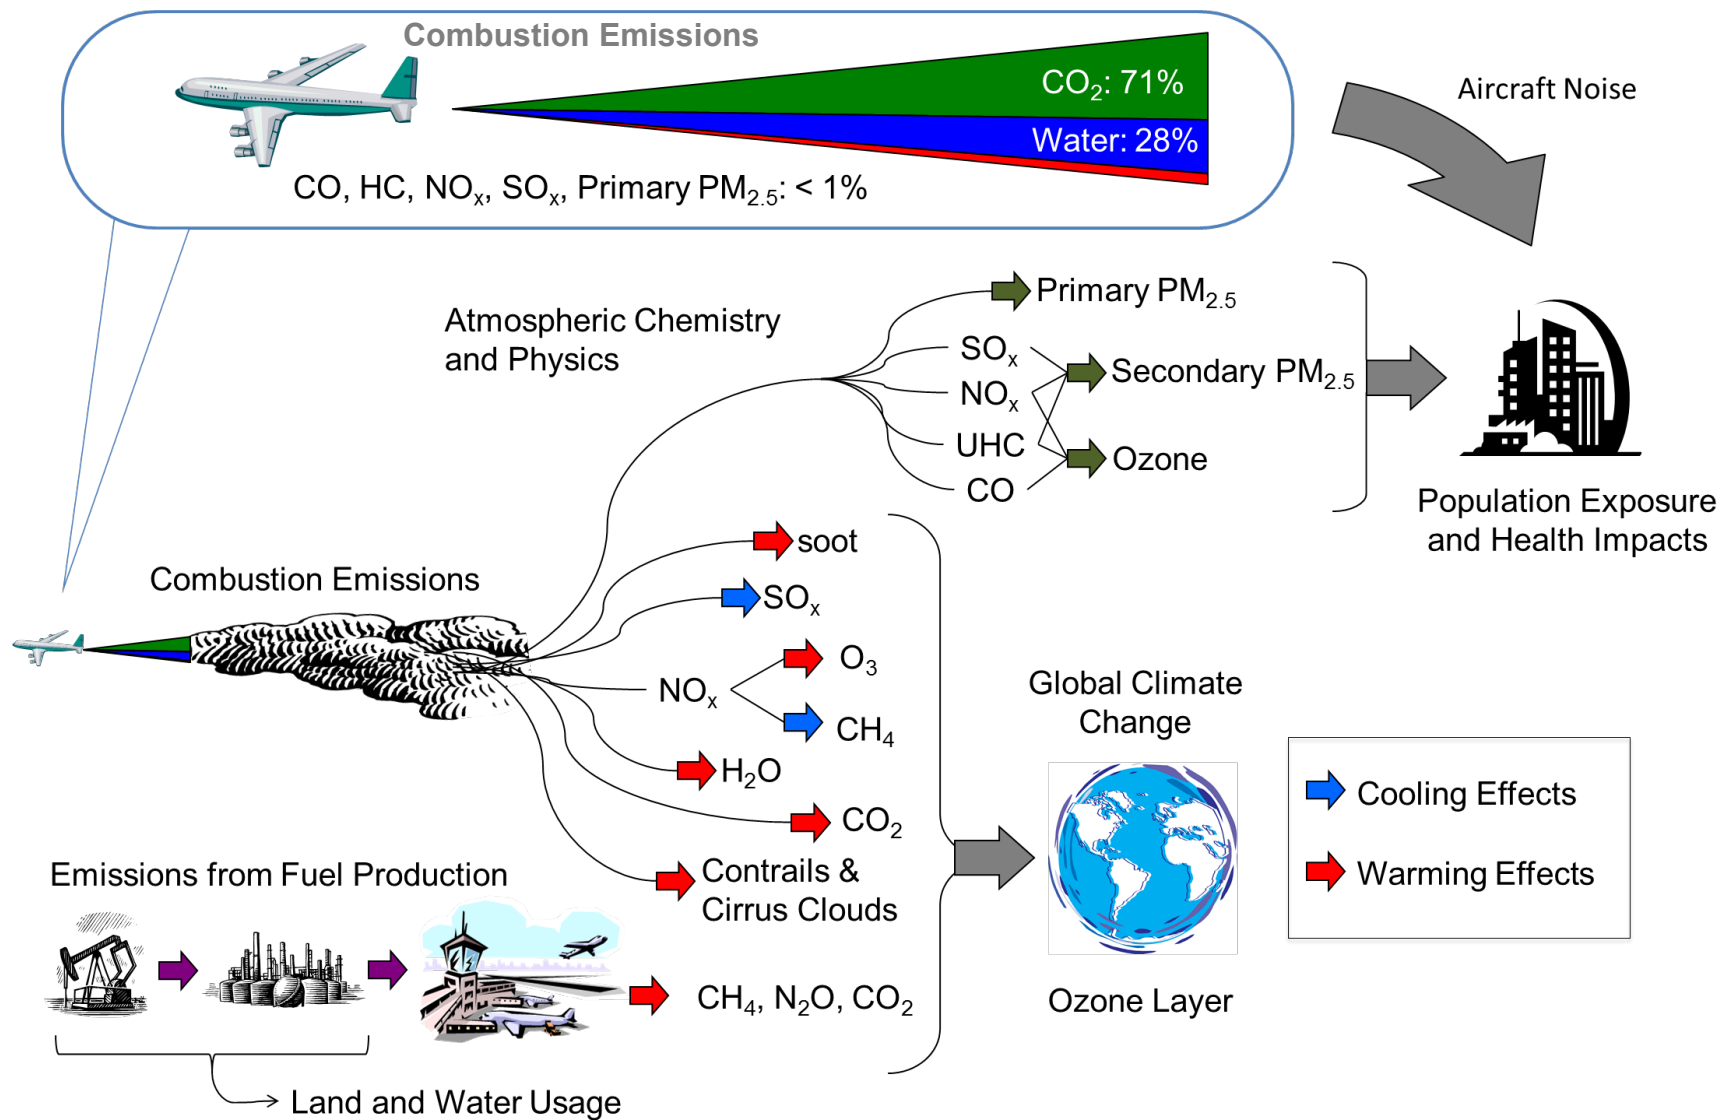 Combustion Emissions
CO₂: 71%
Water: 28%
CO, HC, NOₓ, SOₓ, Primary PM₂.₅: < 1%
Aircraft Noise
Atmospheric Chemistry
and Physics
Primary PM₂.₅
SOₓ
NOₓ
UHC
CO
Secondary PM₂.₅
Ozone
Population Exposure
and Health Impacts
Combustion Emissions
soot
SOₓ
NOₓ
O₃
CH₄
H₂O
CO₂
Contrails &
Cirrus Clouds
Global Climate
Change
Ozone Layer
Cooling Effects
Warming Effects
Emissions from Fuel Production
CH₄, N₂O, CO₂
Land and Water Usage